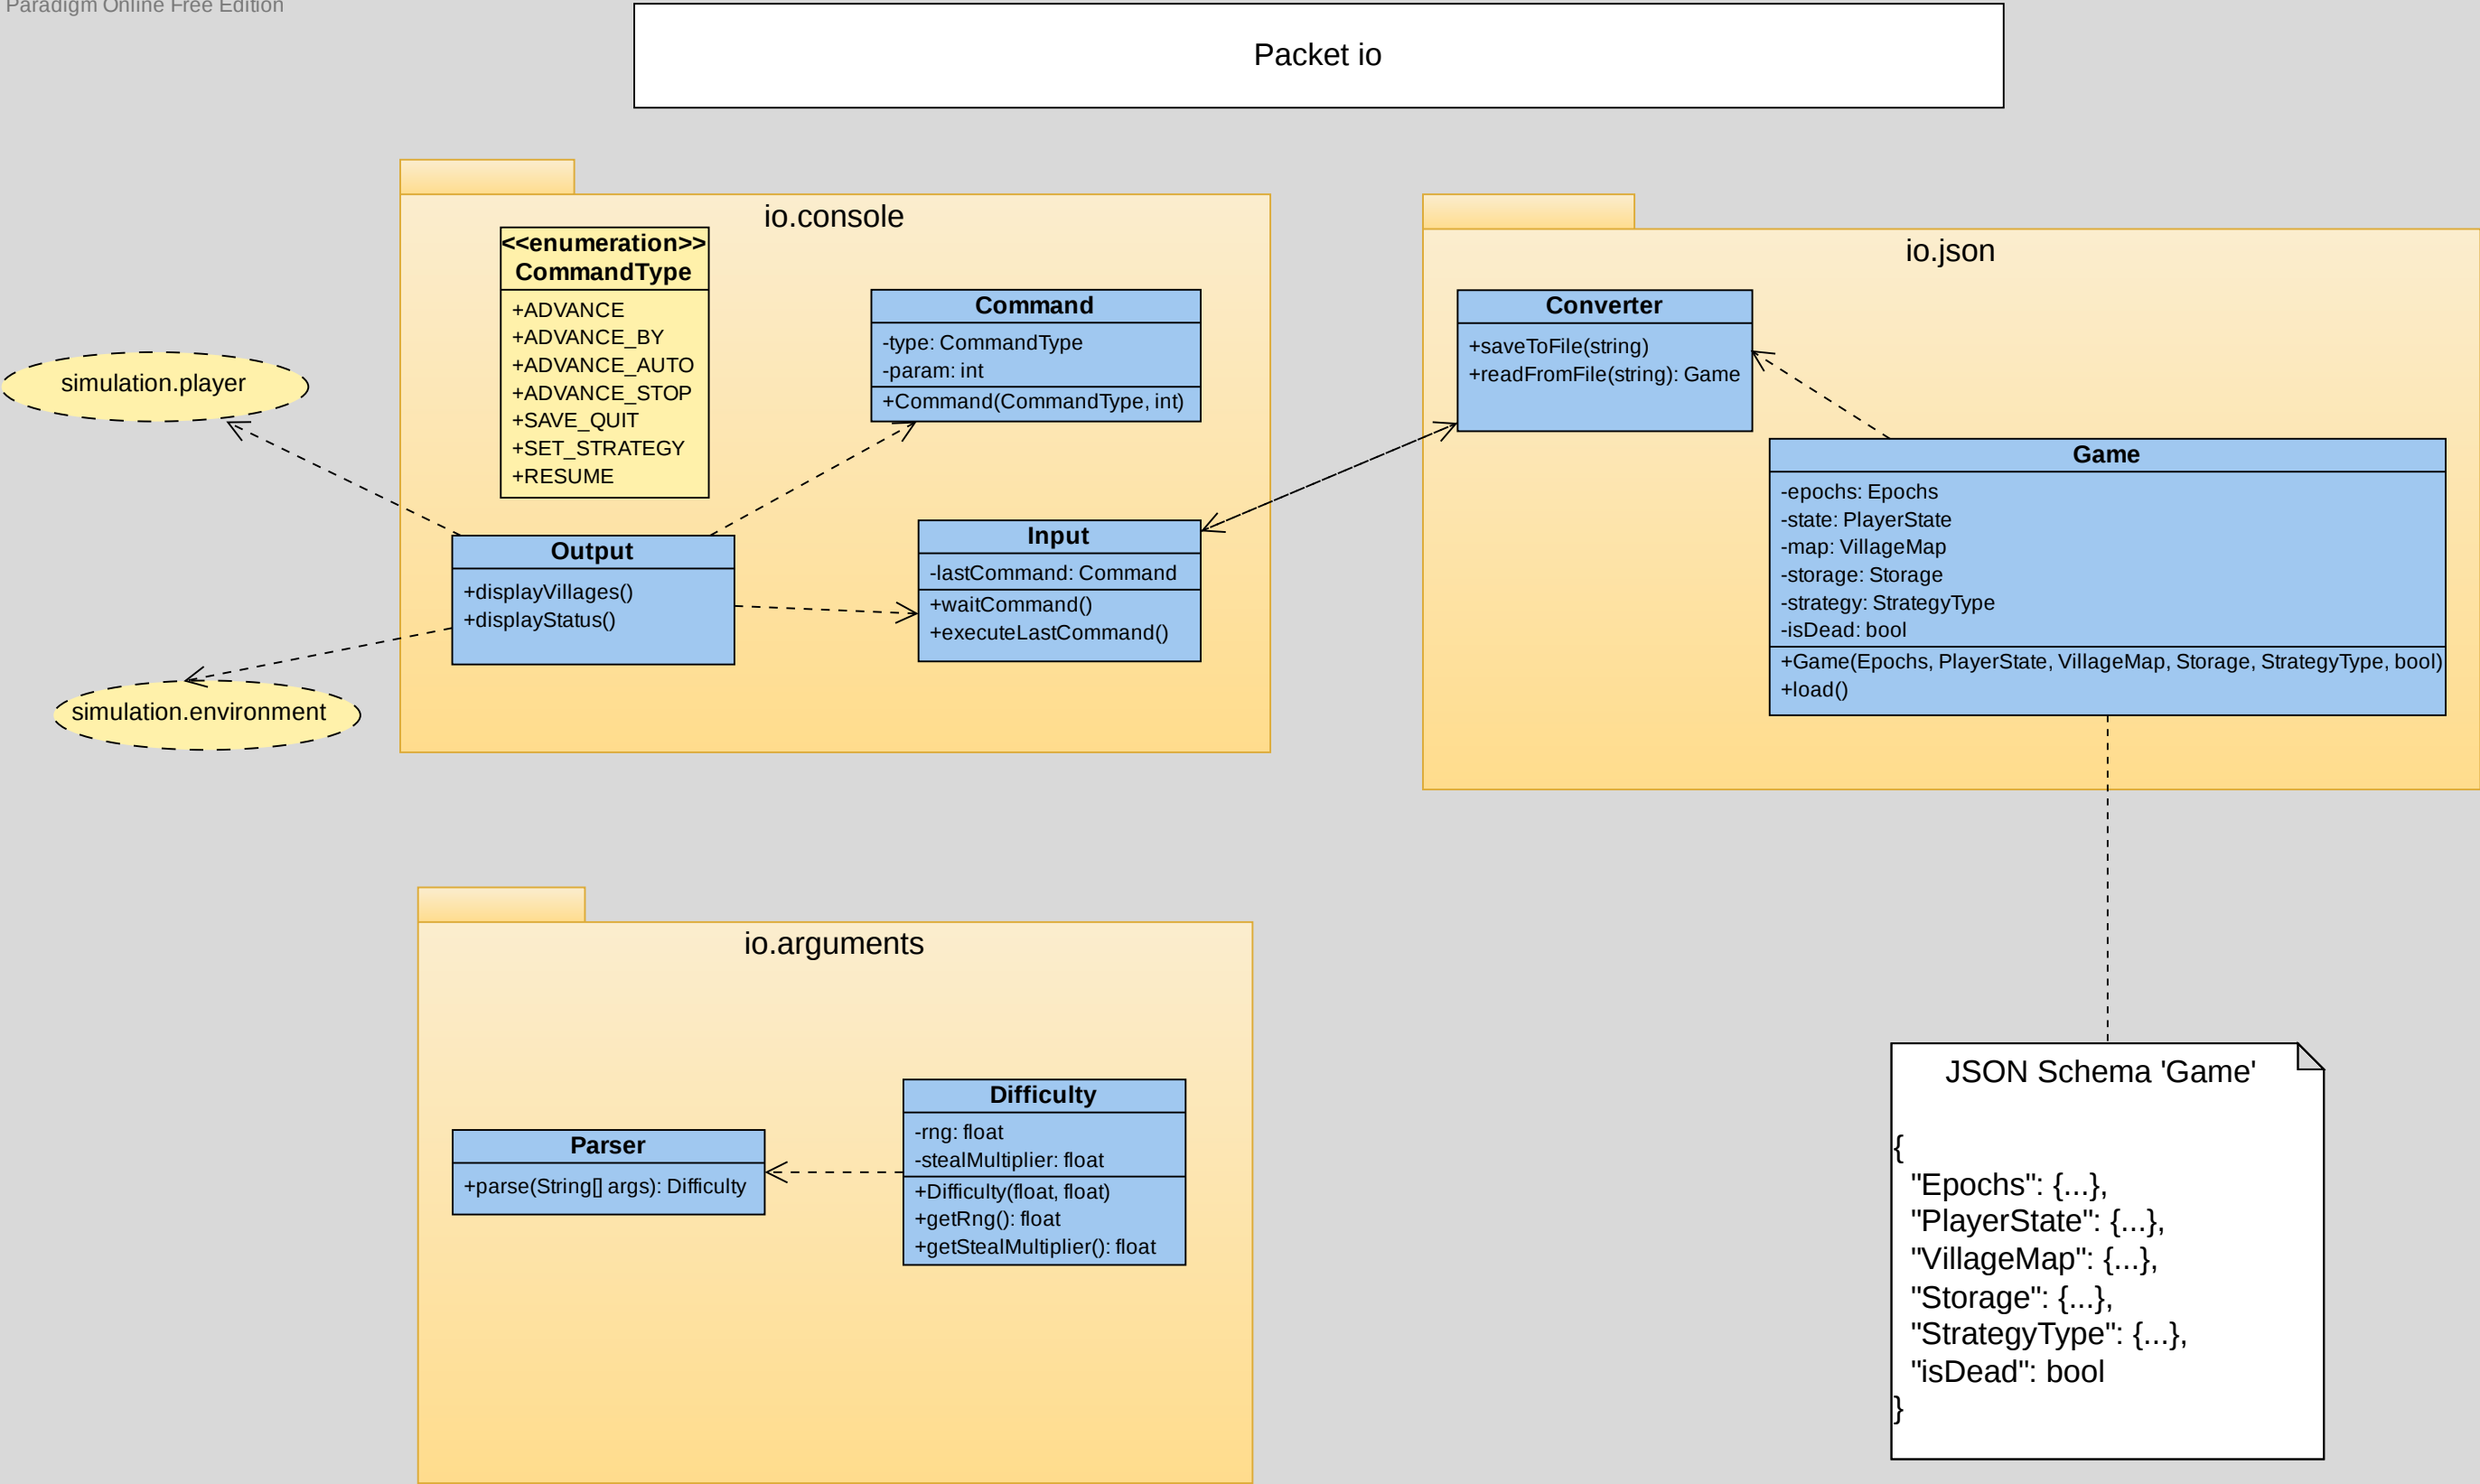 Paradigm Online Free Edition
Packet io
io.console
<<enumeration>>
CommandType
+ADVANCE
+ADVANCE_BY
+ADVANCE_AUTO
+ADVANCE_STOP
+SAVE_QUIT
+SET_STRATEGY
+RESUME
Command
-type: CommandType
-param: int
+Command(CommandType, int)
Output
+displayVillages()
+displayStatus()
Input
-lastCommand: Command
+waitCommand()
+executeLastCommand()
simulation.player
simulation.environment
io.json
Converter
+saveToFile(string)
+readFromFile(string): Game
Game
-epochs: Epochs
-state: PlayerState
-map: VillageMap
-storage: Storage
-strategy: StrategyType
-isDead: bool
+Game(Epochs, PlayerState, VillageMap, Storage, StrategyType, bool)
+load()
io.arguments
Parser
+parse(String[] args): Difficulty
Difficulty
-rng: float
-stealMultiplier: float
+Difficulty(float, float)
+getRng(): float
+getStealMultiplier(): float
JSON Schema 'Game'
{
"Epochs": {...},
"PlayerState": {...},
"VillageMap": {...},
"Storage": {...},
"StrategyType": {...},
"isDead": bool
}